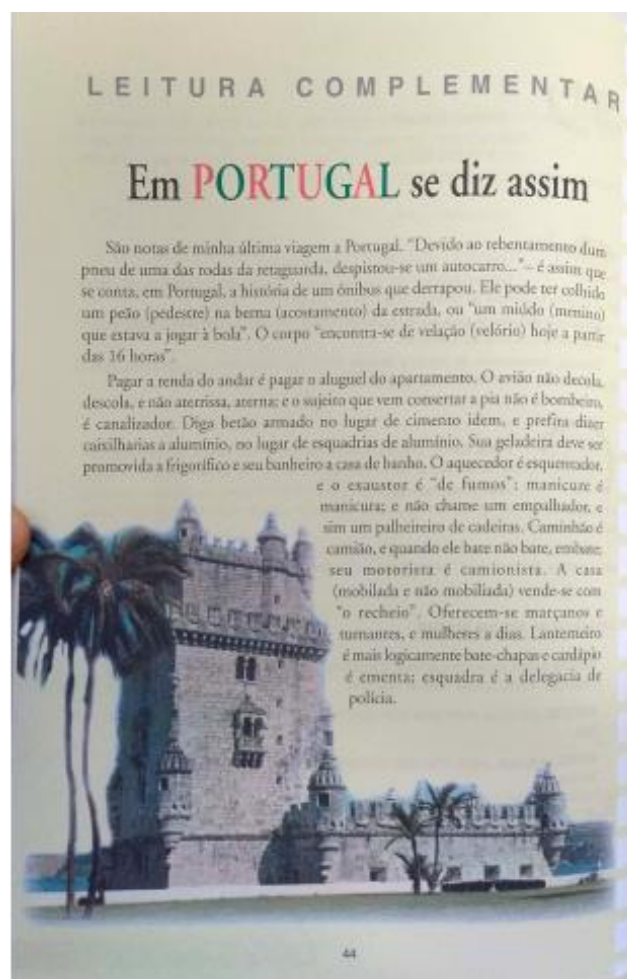 LEITURA COMPLEMENTAR
Em PORTUGAL se diz assim
São notas de minha última viagem a Portugal. "Devido ao rebentamento dum
pneu de uma das rodas da retaguarda, despistou-se um autocarro..." – é assim que
se conta, em Portugal, a história de um ônibus que derrapou. Ele pode ter colhido
um peão (pedestre) na berna (acostamento) da estrada, ou "um miúdo (menino)
que estava a jogar à bola". O corpo "encontra-se de velação (velório) hoje a partir
das 16 horas".
Pagar a renda do andar é pagar o aluguel do apartamento. O avião não decola,
descola, e não aterrissa, aterra; e o sujeito que vem consertar a pia não é bombeiro,
é canalizador. Diga betão armado no lugar de cimento idem, e prefira dizer
caixilharias a alumínio, no lugar de esquadrias de alumínio. Sua geladeira deve ser
promovida a frigorífico e seu banheiro a casa de banho. O aquecedor é esquentador,
e o exaustor é "de fumos"; manicure é
manicura; e não chame um empalhador, e
sim um palheireiro de cadeiras. Caminhão é
camião, e quando ele bate não bate, embate;
seu motorista é camionista. A casa
(mobilada e não mobiliada) vende-se com
"o recheio". Oferecem-se marçanos e
turnantes, e mulheres a dias. Lanterneiro
é mais logicamente bate-chapas e cardápio
é ementa; esquadra é a delegacia de
polícia.
44